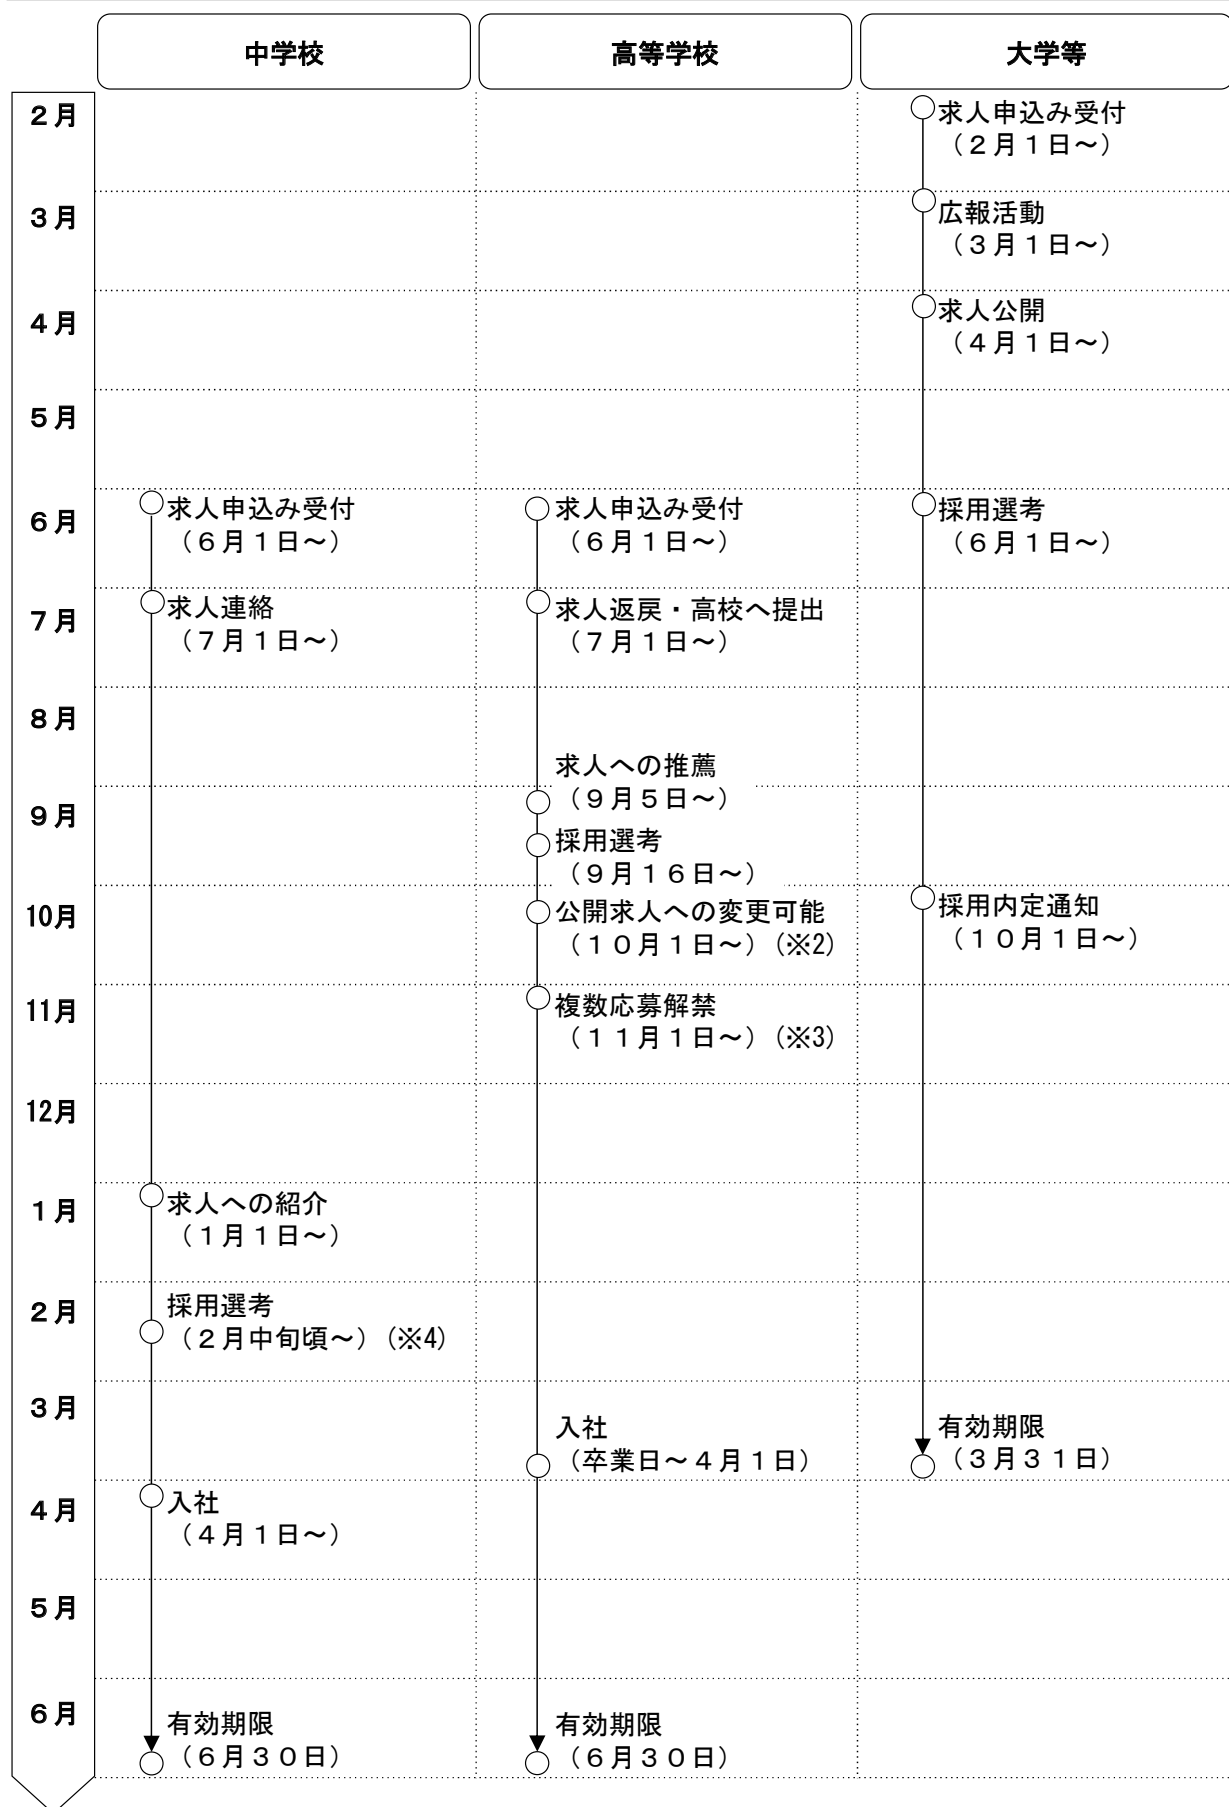 中学校
高等学校
大学等
２月
求人申込み受付
（２月１日～）
３月
広報活動
（３月１日～）
４月
求人公開
（４月１日～）
５月
６月
求人申込み受付
（６月１日～）
求人申込み受付
（６月１日～）
採用選考
（６月１日～）
７月
求人連絡
（７月１日～）
求人返戻・高校へ提出
（７月１日～）
８月
求人への推薦
（９月５日～）
９月
採用選考
（９月１６日～）
10月
公開求人への変更可能
（１０月１日～）（※2）
採用内定通知
（１０月１日～）
11月
複数応募解禁
（１１月１日～）（※3）
12月
１月
求人への紹介
（１月１日～）
２月
採用選考
（２月中旬頃～）（※4）
３月
入社
（卒業日～４月１日）
有効期限
（３月３１日）
４月
入社
（４月１日～）
５月
６月
有効期限
（６月３０日）
有効期限
（６月３０日）